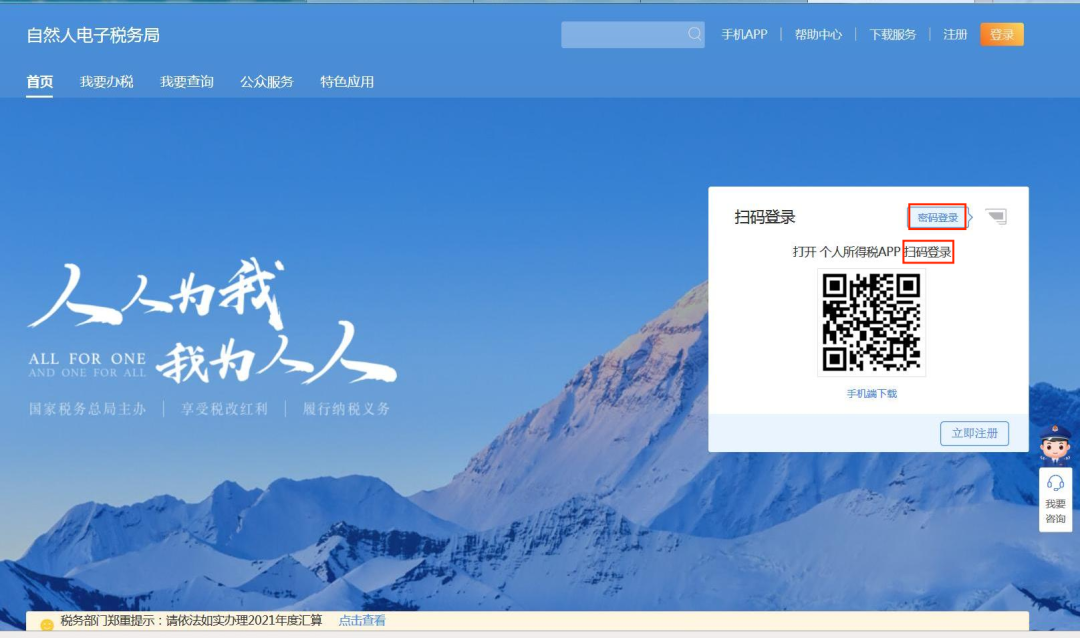 自然人电子税务局
手机APP 帮助中心 下载服务 注册 登录
首页 我要办税 我要查询 公众服务 特色应用
扫码登录 密码登录
打开 个人所得税APP 扫码登录
手机端下载
立即注册
人人为我
ALL FOR ONE
AND ONE FOR ALL
我为人人
国家税务总局主办 享受税改红利 履行纳税义务
我要
咨询
税务部门郑重提示：请依法如实办理2021年度汇算 点击查看